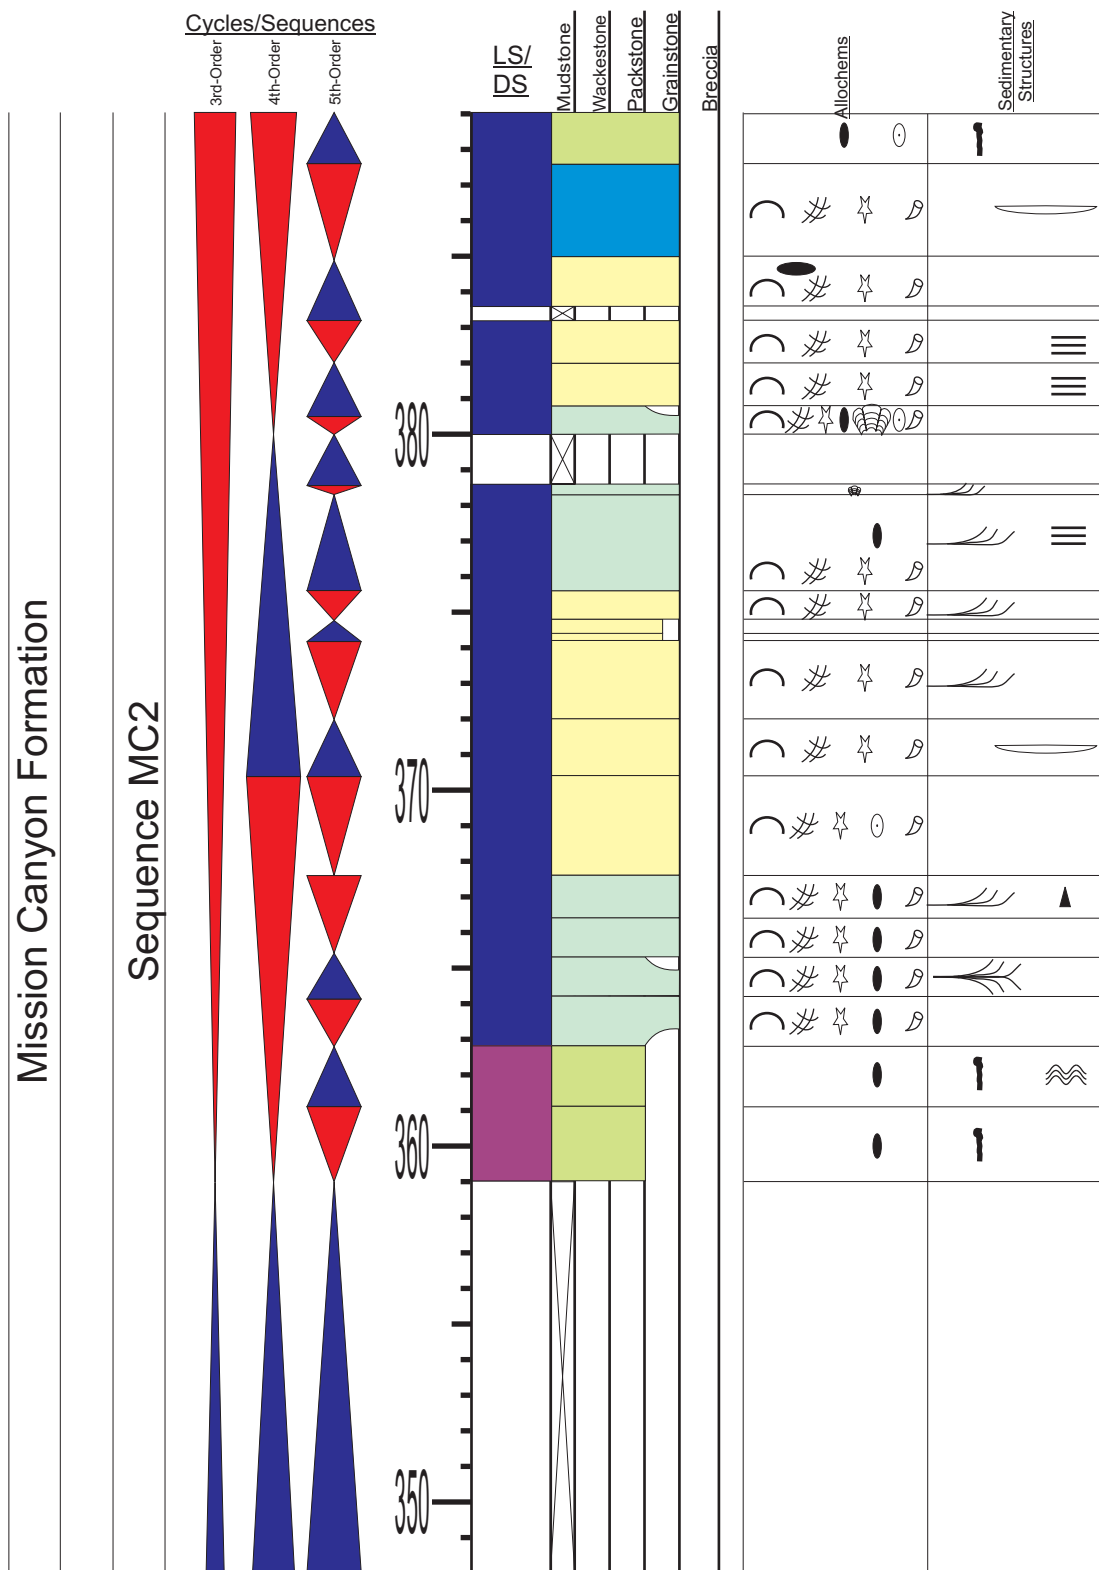 Cycles/Sequences
3rd-Order
4th-Order
5th-Order
LS/
DS
Mudstone
Wackestone
Packstone
Grainstone
Breccia
Allochems
Sedimentary
Structures
Mission Canyon Formation
Sequence MC2
380
370
360
350